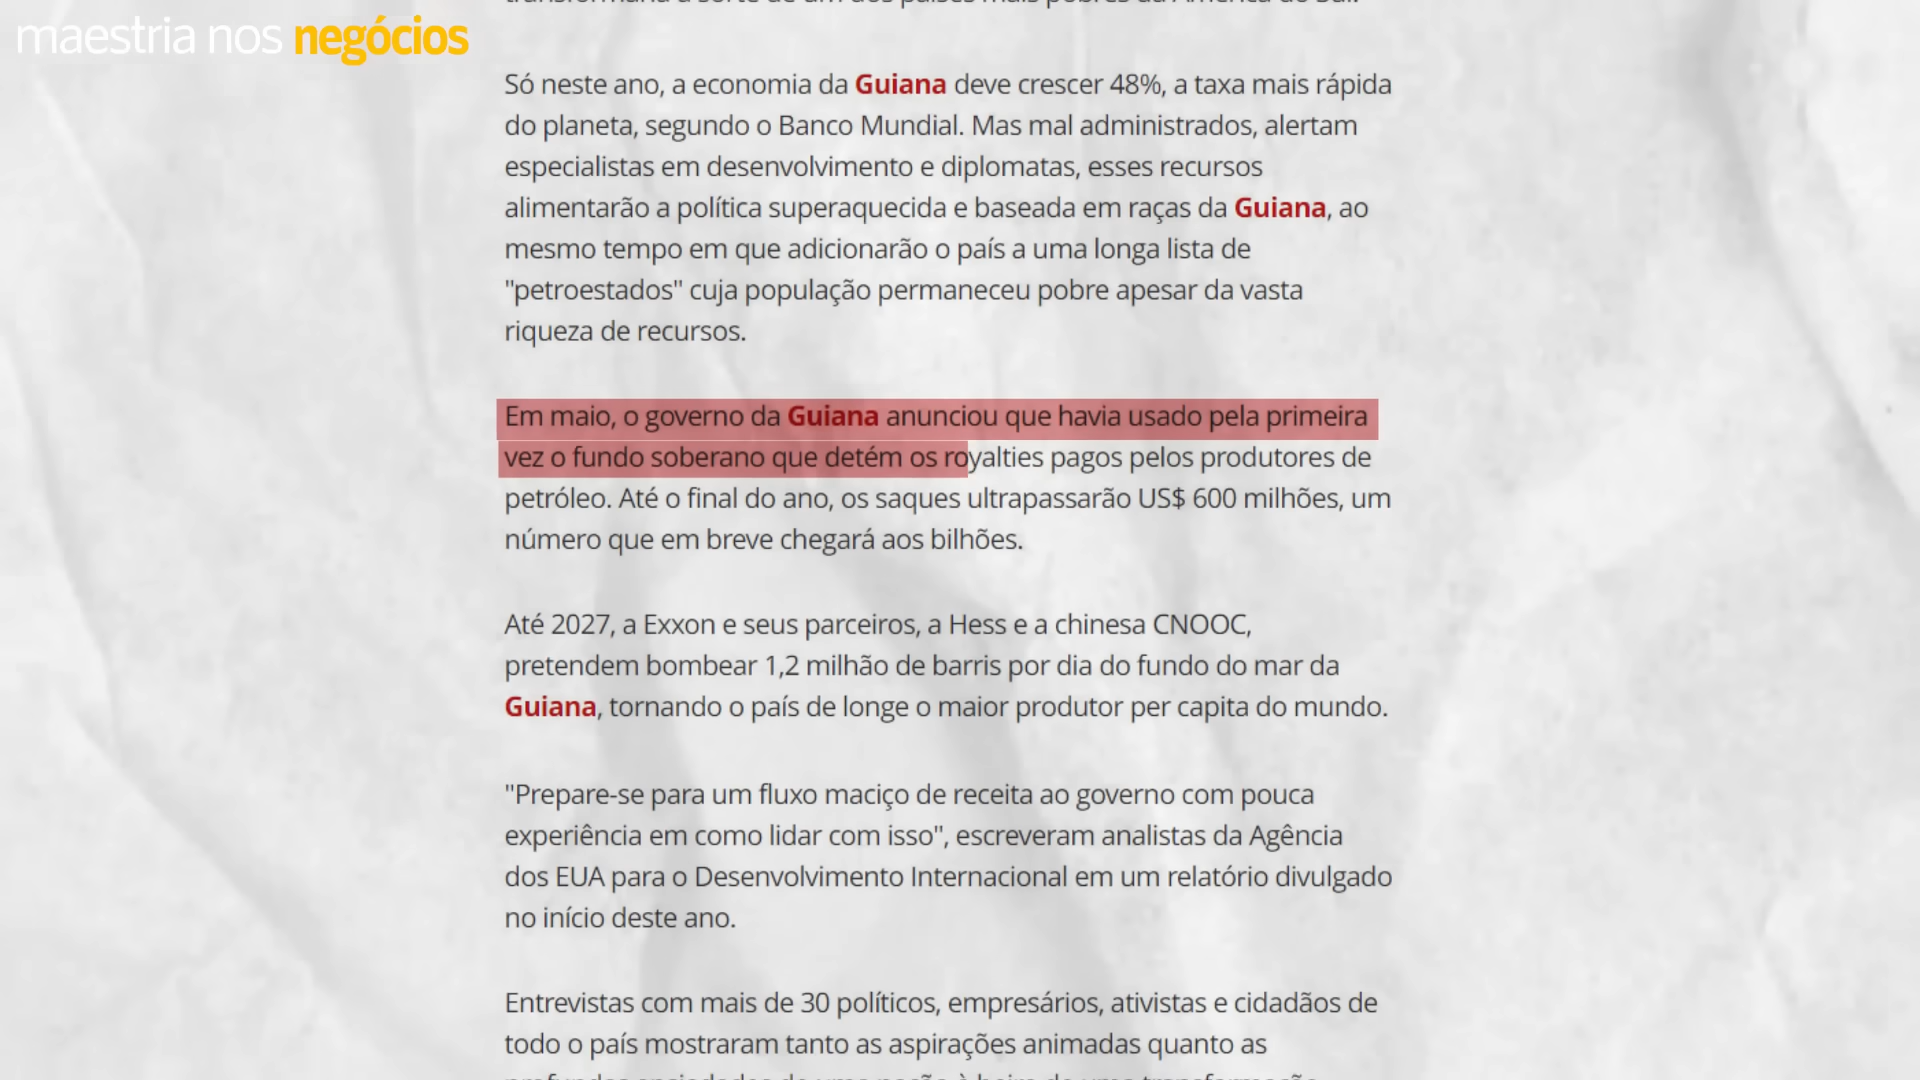 maestria nos negócios
Só neste ano, a economia da Guiana deve crescer 48%, a taxa mais rápida
do planeta, segundo o Banco Mundial. Mas mal administrados, alertam
especialistas em desenvolvimento e diplomatas, esses recursos
alimentarão a política superaquecida e baseada em raças da Guiana, ao
mesmo tempo em que adicionarão o país a uma longa lista de
"petroestados" cuja população permaneceu pobre apesar da vasta
riqueza de recursos.
Em maio, o governo da Guiana anunciou que havia usado pela primeira
vez o fundo soberano que detém os royalties pagos pelos produtores de
petróleo. Até o final do ano, os saques ultrapassarão US$ 600 milhões, um
número que em breve chegará aos bilhões.
Até 2027, a Exxon e seus parceiros, a Hess e a chinesa CNOOC,
pretendem bombear 1,2 milhão de barris por dia do fundo do mar da
Guiana, tornando o país de longe o maior produtor per capita do mundo.
"Prepare-se para um fluxo maciço de receita ao governo com pouca
experiência em como lidar com isso", escreveram analistas da Agência
dos EUA para o Desenvolvimento Internacional em um relatório divulgado
no início deste ano.
Entrevistas com mais de 30 políticos, empresários, ativistas e cidadãos de
todo o país mostraram tanto as aspirações animadas quanto as